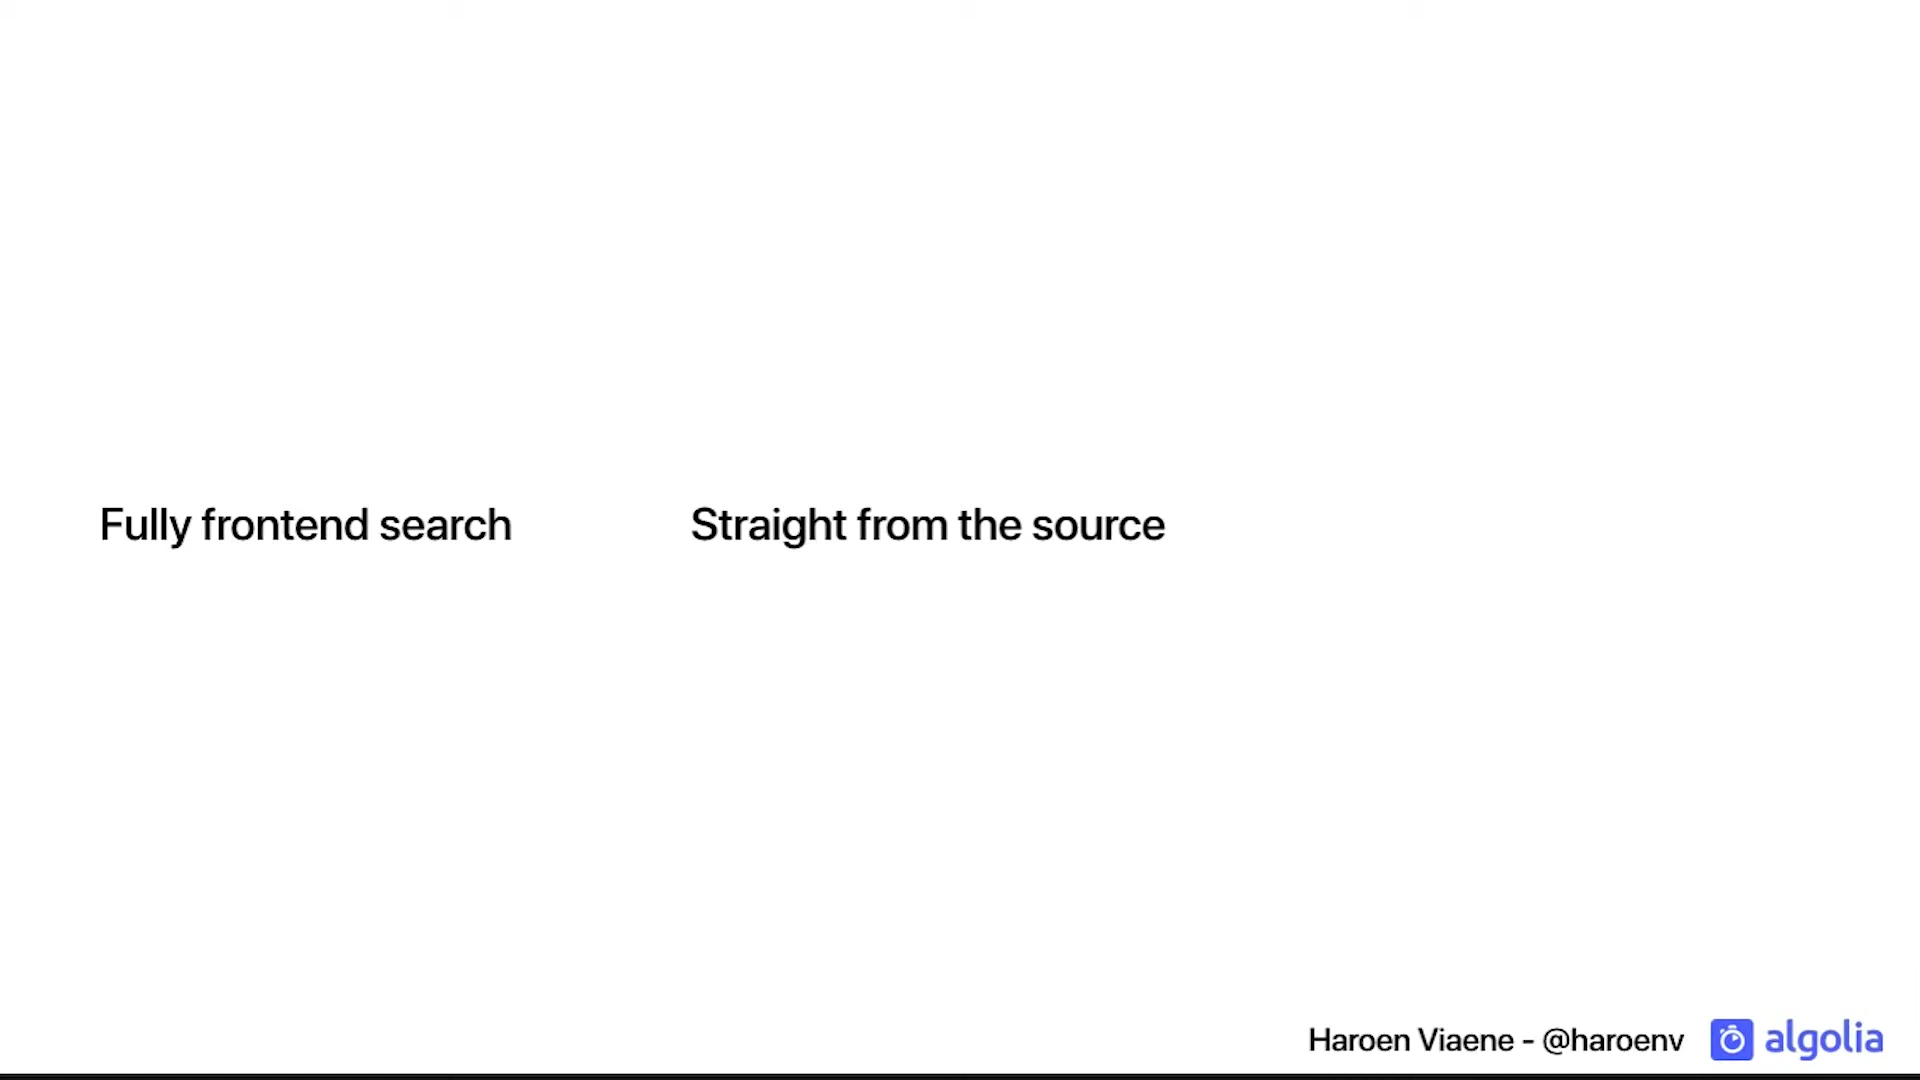 Fully frontend search
Straight from the source
Haroen Viaene - @haroenv
algolia